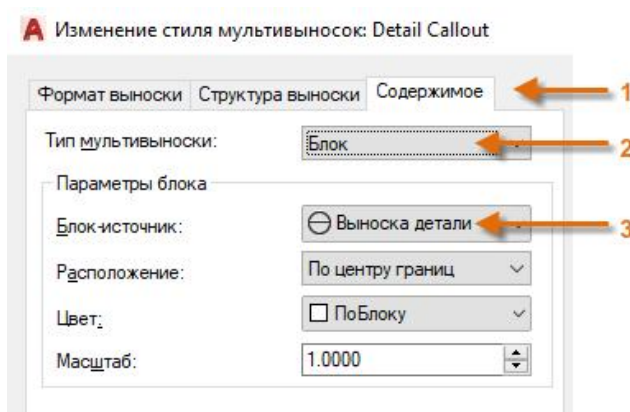 Изменение стиля мультивыносок: Detail Callout
Формат выноски Структура выноски Содержимое 1
Тип мультивыноски: Блок 2
Параметры блока
Блок-источник: Выноска детали 3
Расположение: По центру границ
Цвет: ПоБлоку
Масштаб: 1.0000